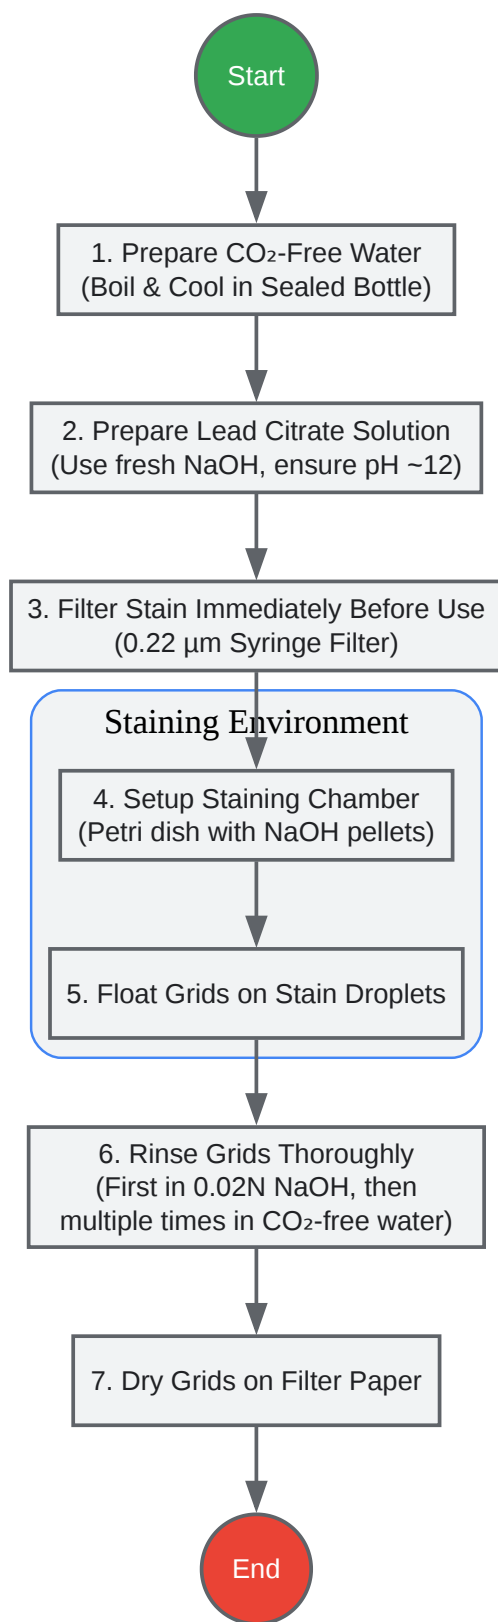 Start
1. Prepare CO₂-Free Water
(Boil & Cool in Sealed Bottle)
2. Prepare Lead Citrate Solution
(Use fresh NaOH, ensure pH ~12)
3. Filter Stain Immediately Before Use
(0.22 µm Syringe Filter)
Staining Environment
4. Setup Staining Chamber
(Petri dish with NaOH pellets)
5. Float Grids on Stain Droplets
6. Rinse Grids Thoroughly
(First in 0.02N NaOH, then
multiple times in CO₂-free water)
7. Dry Grids on Filter Paper
End